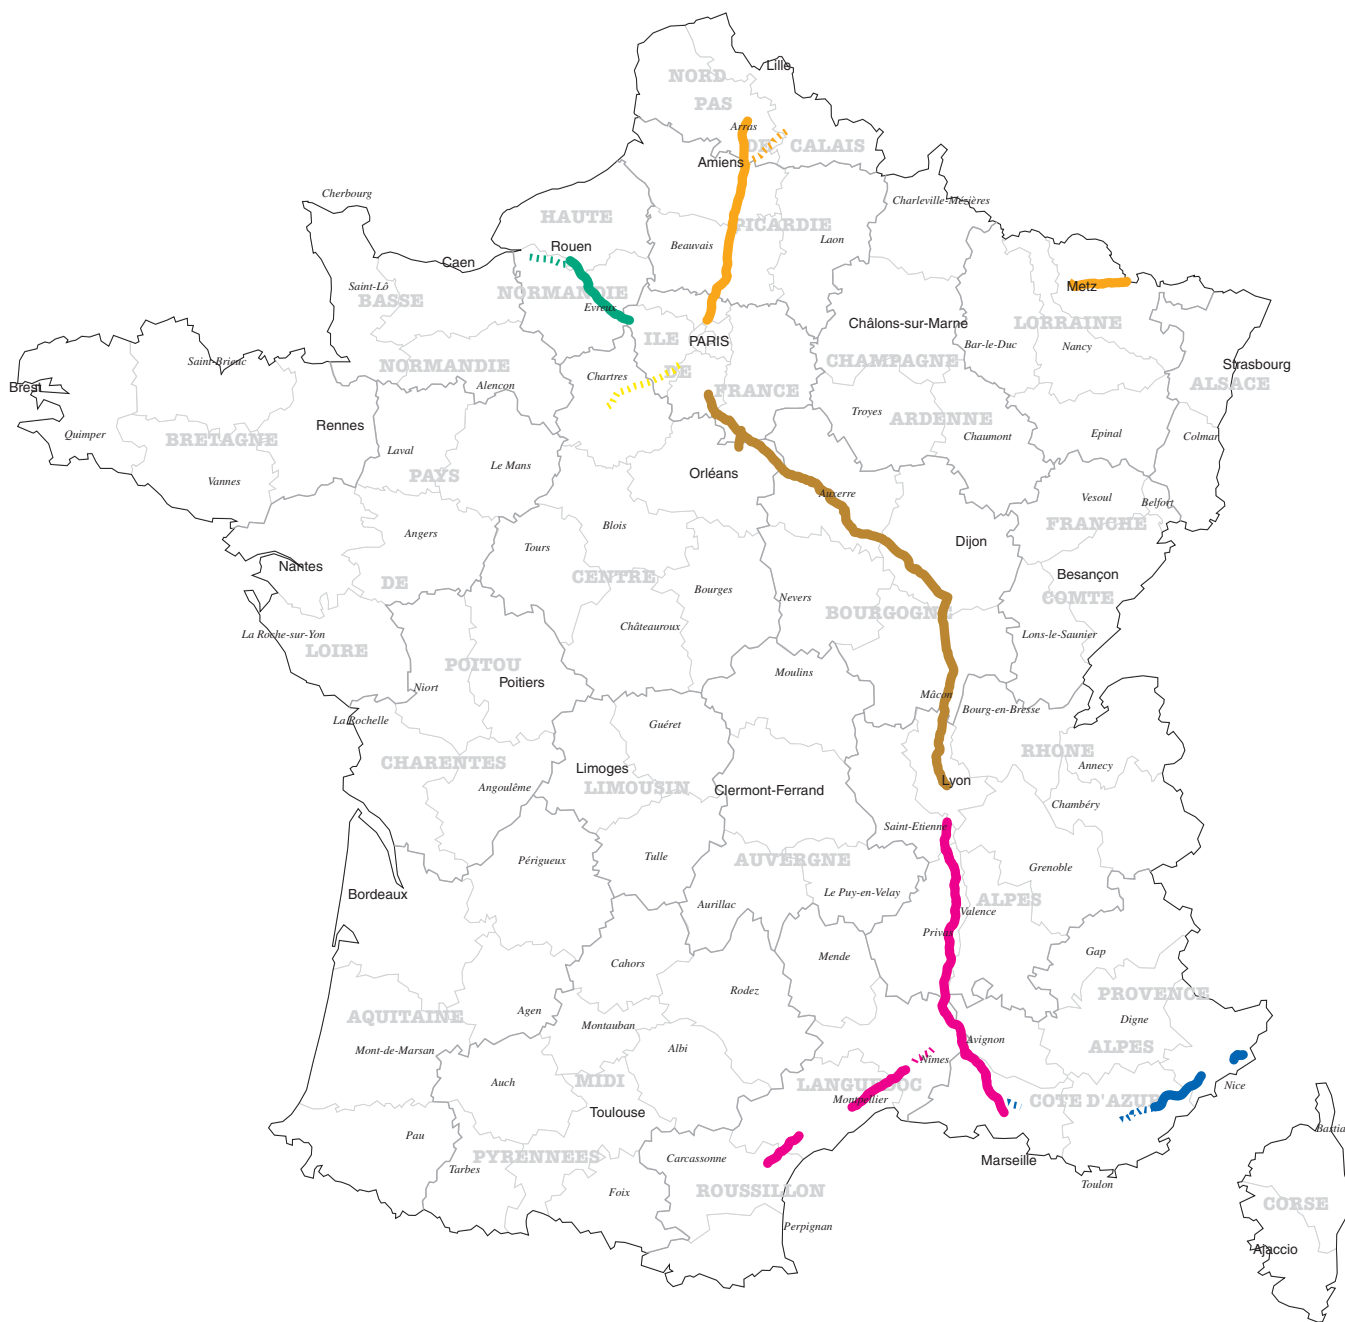 NORD
Lille
PAS
Arras
DE CALAIS
Amiens
Cherbourg
Charleville-Mézières
HAUTE
PICARDIE
Rouen
Beauvais
Laon
Caen
Saint-Lô
BASSE
NORMANDIE
Evreux
Metz
Châlons-sur-Marne
LORRAINE
ILE
PARIS
Bar-le-Duc
Nancy
Saint-Brieuc
NORMANDIE
CHAMPAGNE
Strasbourg
Brest
Alencon
Chartres
DE
FRANCE
ALSACE
Troyes
ARDENNE
Rennes
Quimper
BRETAGNE
Chaumont
Epinal
Colmar
Laval
Le Mans
Vannes
PAYS
Orléans
Auxerre
Vesoul
Belfort
FRANCHE
Angers
Blois
Tours
Dijon
Nantes
DE
CENTRE
Bourges
Nevers
Besançon
COMTE
BOURGOGNE
La Roche-sur-Yon
Châteauroux
Lons-le-Saunier
LOIRE
POITOU
Moulins
Niort
Poitiers
Mâcon
Bourg-en-Bresse
La Rochelle
Guéret
RHONE
CHARENTES
Limoges
Annecy
Angoulême
LIMOUSIN
Clermont-Ferrand
Lyon
Chambéry
Saint-Etienne
Périgueux
Tulle
AUVERGNE
Grenoble
Bordeaux
Le Puy-en-Velay
Aurillac
ALPES
Valence
Privas
Mende
Gap
Cahors
Rodez
PROVENCE
Agen
AQUITAINE
Montauban
Digne
Mont-de-Marsan
Albi
Avignon
ALPES
Nîmes
Auch
MIDI
LANGUEDOC
Nice
Montpellier
COTE D'AZUR
Toulouse
Pau
Bastia
PYRENNEES
Carcassonne
Marseille
Tarbes
Foix
ROUSSILLON
Toulon
CORSE
Perpignan
Ajaccio